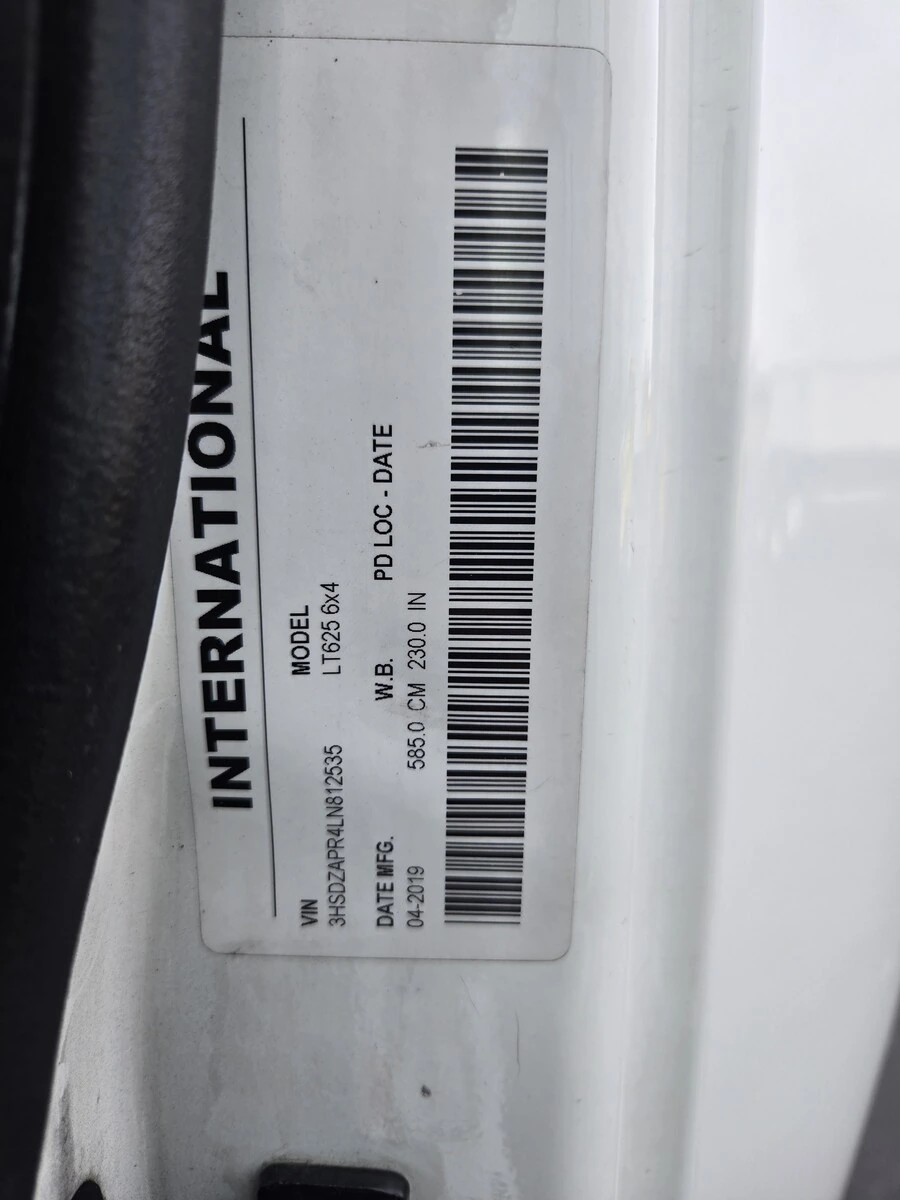 INTERNATIONAL
VIN MODEL
3HSDZAPR4LN812535 LT625 6x4
DATE MFG. W.B. PD LOC - DATE
04-2019 585.0 CM 230.0 IN